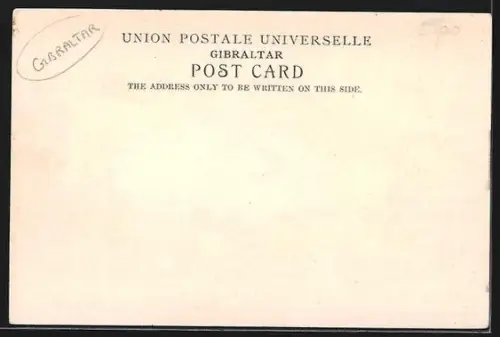 GIBRALTAR
UNION POSTALE UNIVERSELLE
GIBRALTAR
POST CARD
THE ADDRESS ONLY TO BE WRITTEN ON THIS SIDE.